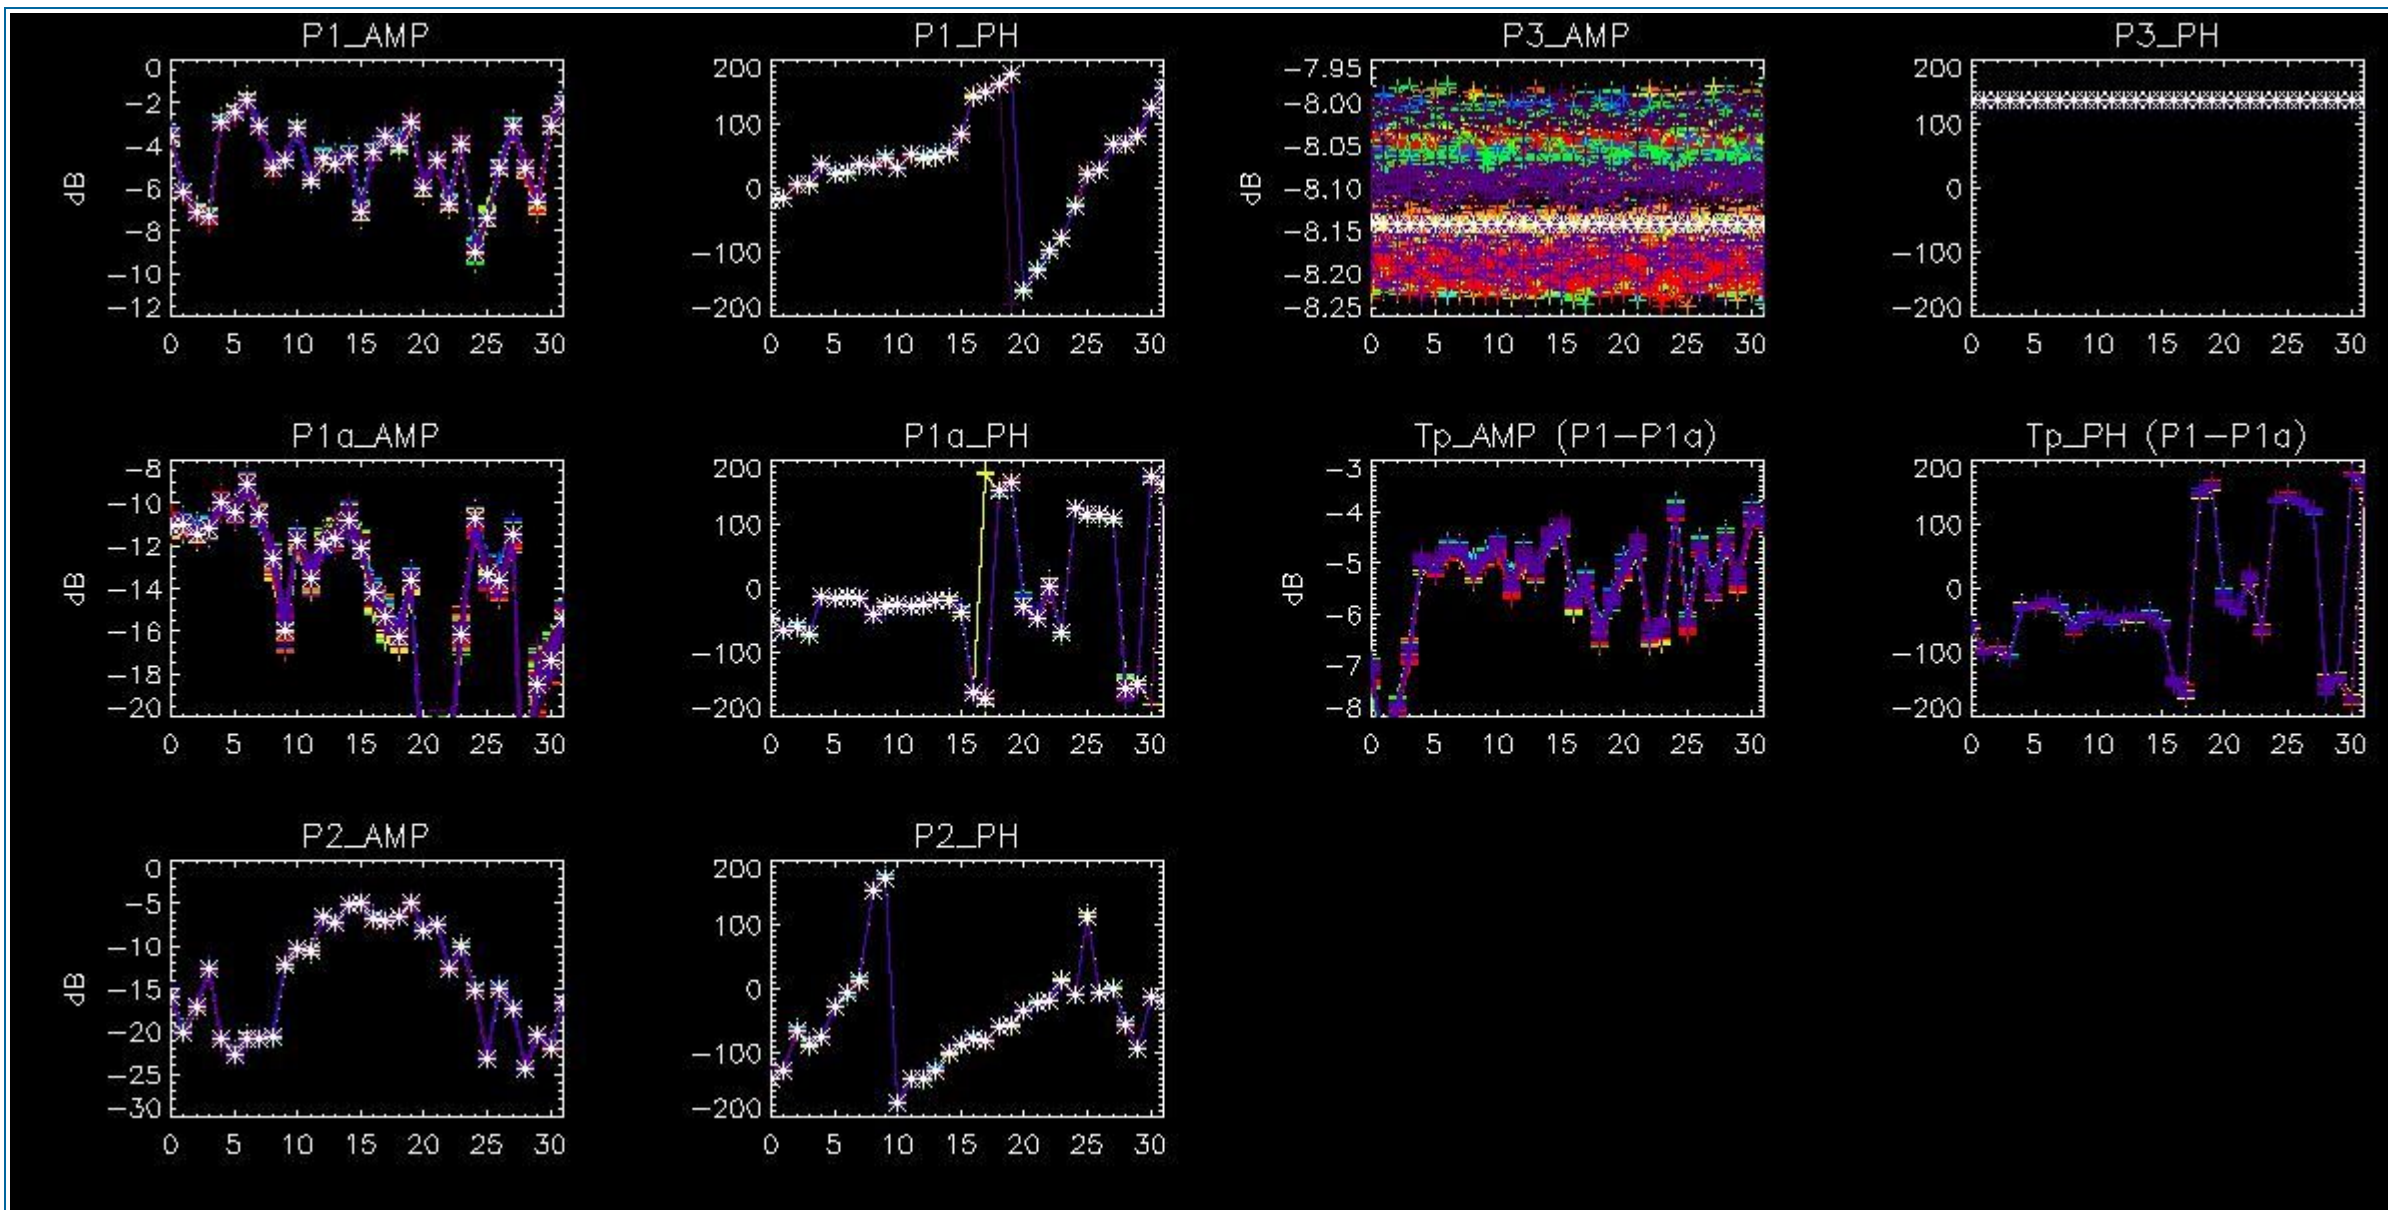 P1_AMP P1_PH P3_AMP P3_PH
0 200 −7.95 200
−2 100 −8.00 100
−4 0 −8.05 0
−6 −100 −8.10 −100
−8 −200 −8.15 −200
−10 −8.20
−12 −8.25
dB dB
0 5 10 15 20 25 30 0 5 10 15 20 25 30 0 5 10 15 20 25 30 0 5 10 15 20 25 30
P1a_AMP P1a_PH Tp_AMP (P1−P1a) Tp_PH (P1−P1a)
−8 200 −3 200
−10 100 −4 100
−12 0 −5 0
−14 −100 −6 −100
−16 −200 −7 −200
−18 −8
−20
dB dB
0 5 10 15 20 25 30 0 5 10 15 20 25 30 0 5 10 15 20 25 30 0 5 10 15 20 25 30
P2_AMP P2_PH
0 200
−5 100
−10 0
−15 −100
−20 −200
−25
−30
dB
0 5 10 15 20 25 30 0 5 10 15 20 25 30